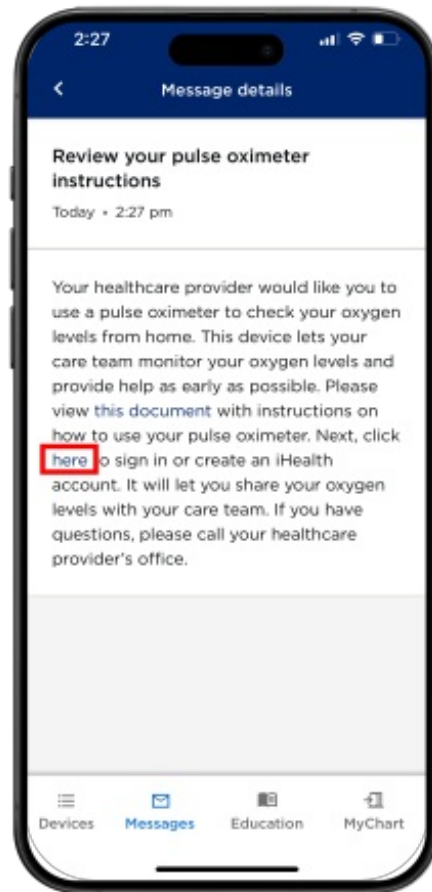 2:27
Message details
Review your pulse oximeter
instructions
Today • 2:27 pm
Your healthcare provider would like you to
use a pulse oximeter to check your oxygen
levels from home. This device lets your
care team monitor your oxygen levels and
provide help as early as possible. Please
view this document with instructions on
how to use your pulse oximeter. Next, click
here to sign in or create an iHealth
account. It will let you share your oxygen
levels with your care team. If you have
questions, please call your healthcare
provider's office.
Devices Messages Education MyChart